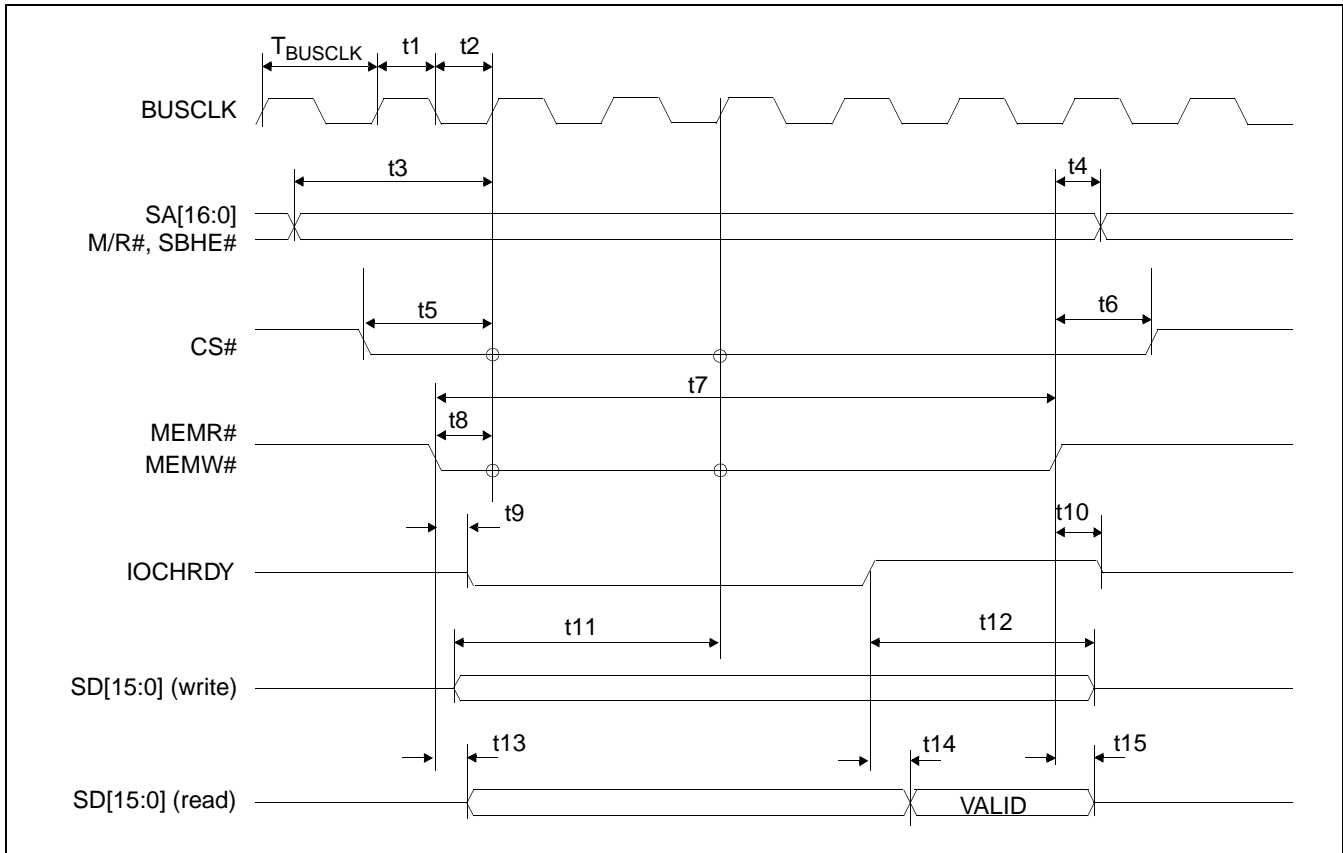 TBUSCLK t1 t2
BUSCLK
t3 t4
SA[16:0]
M/R#, SBHE#
t5 t6
CS#
t7
t8
MEMR#
MEMW#
t9 t10
IOCHRDY
t11 t12
SD[15:0] (write)
t13 t14 t15
SD[15:0] (read) VALID